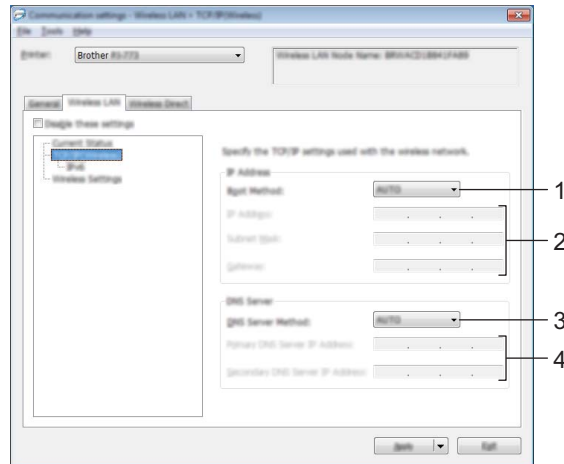 Communication settings - Wireless LAN > TCP/IP(Wireless)
File Tools Help
Printer: Brother RJ-773
Wireless LAN Node Name:
General Wireless LAN Wireless Direct
Disable these settings
Current Status
TCP/IP(Wireless)
IPv6
Wireless Settings
Specify the TCP/IP settings used with the wireless network.
IP Address
Boot Method: AUTO 1
IP Address:
Subnet Mask: 2
Gateway:
DNS Server
DNS Server Method: AUTO 3
Primary DNS Server IP Address:
4
Secondary DNS Server IP Address:
Apply Exit